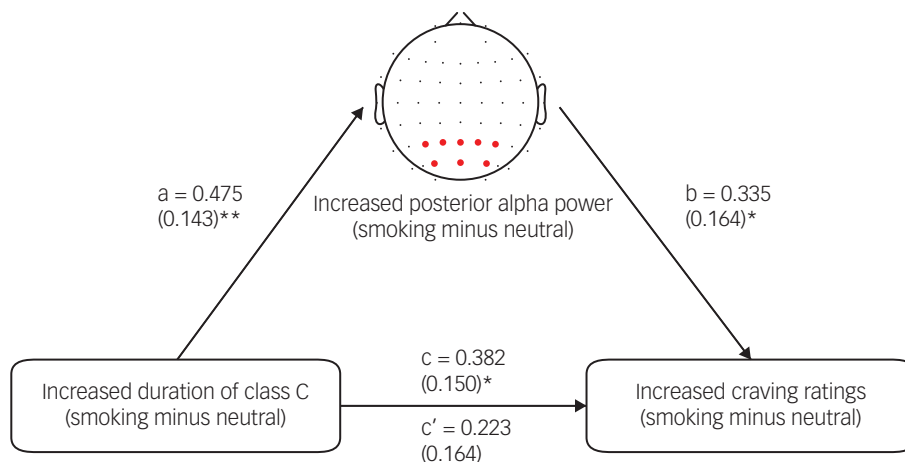 a = 0.475
(0.143)**
Increased posterior alpha power
(smoking minus neutral)
b = 0.335
(0.164)*
Increased duration of class C
(smoking minus neutral)
c = 0.382
(0.150)*
c′ = 0.223
(0.164)
Increased craving ratings
(smoking minus neutral)